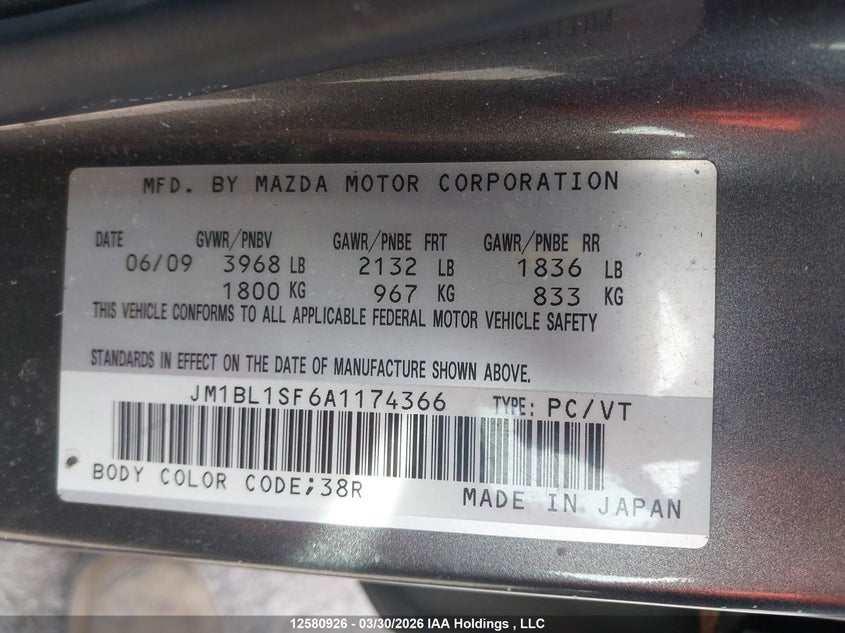 MFD. BY MAZDA MOTOR CORPORATION
DATE GVWR/PNBV GAWR/PNBE FRT GAWR/PNBE RR
06/09 3968 LB 2132 LB 1836 LB
1800 KG 967 KG 833 KG
THIS VEHICLE CONFORMS TO ALL APPLICABLE FEDERAL MOTOR VEHICLE SAFETY
STANDARDS IN EFFECT ON THE DATE OF MANUFACTURE SHOWN ABOVE.
JM1BL1SF6A1174366 TYPE: PC/VT
BODY COLOR CODE;38R
MADE IN JAPAN
12580926 - 03/30/2026 IAA Holdings , LLC